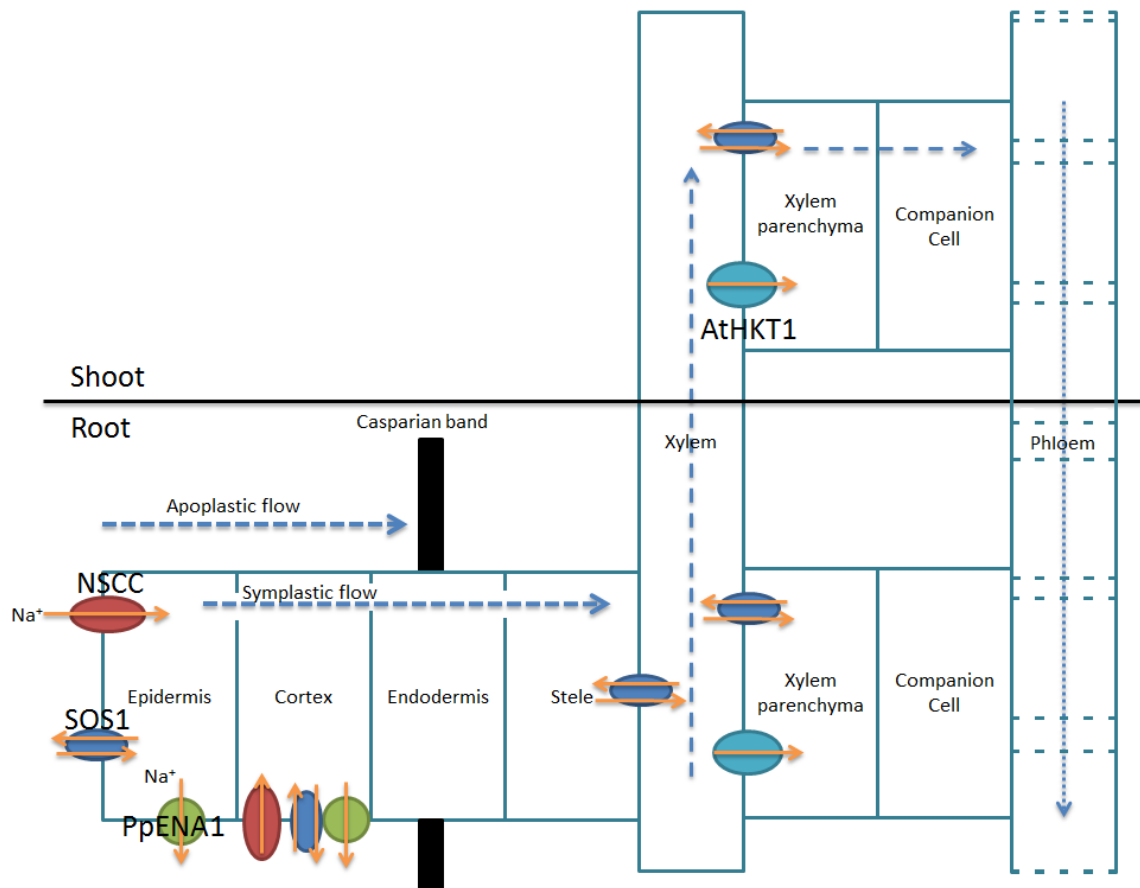 Xylem
parenchyma
Companion
Cell
AtHKT1
Shoot
Root
Casparian band
Xylem
Phloem
Apoplastic flow
NSCC
Symplastic flow
Na⁺
Epidermis
Cortex
Endodermis
Stele
Xylem
parenchyma
Companion
Cell
SOS1
Na⁺
PpENA1